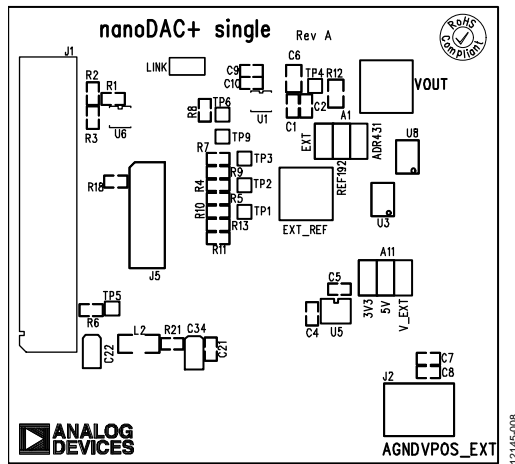 nanoDAC+ single
Rev A
RoHS
Compliant
J1
LINK
C9
C10
C6
TP4
R12
VOUT
R2
R1
R3
U6
R8
TP6
U1
C1
C2
A1
EXT
REF192
ADR431
U8
TP9
R7
TP3
R9
R18
R4
TP2
R5
R10
TP1
R13
R11
EXT_REF
U3
J5
A11
3V3
5V
V_EXT
C5
C4
U5
TP5
R6
L2
R21
C34
C22
C21
C7
C8
J2
AGNDVPOS_EXT
ANALOG
DEVICES
12145-008